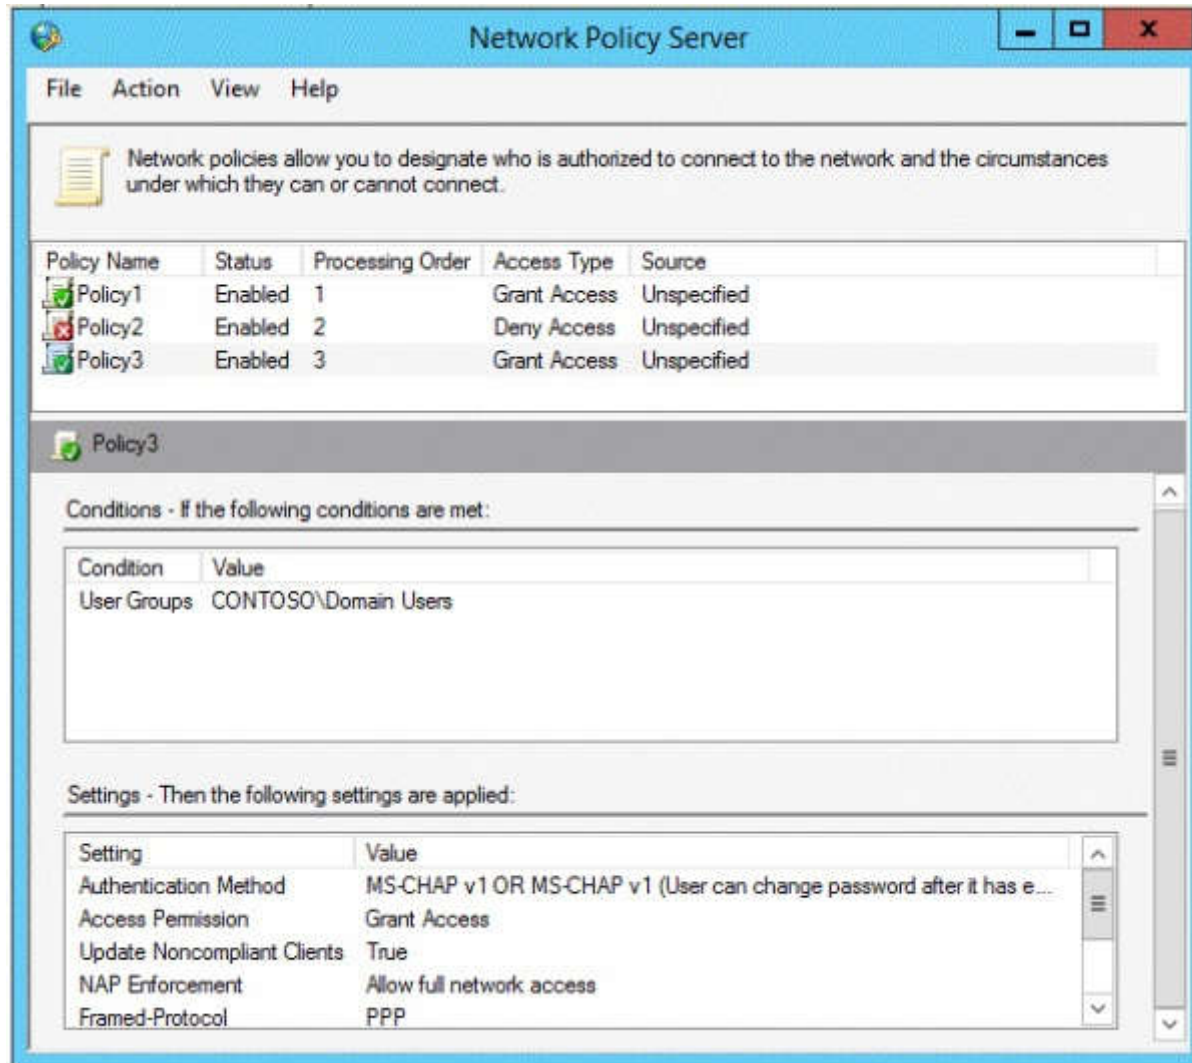 Network Policy Server
File Action View Help
Network policies allow you to designate who is authorized to connect to the network and the circumstances
under which they can or cannot connect.
Policy Name Status Processing Order Access Type Source
Policy1 Enabled 1 Grant Access Unspecified
Policy2 Enabled 2 Deny Access Unspecified
Policy3 Enabled 3 Grant Access Unspecified
Policy3
Conditions - If the following conditions are met:
Condition Value
User Groups CONTOSO\Domain Users
Settings - Then the following settings are applied:
Setting Value
Authentication Method MS-CHAP v1 OR MS-CHAP v1 (User can change password after it has e...
Access Permission Grant Access
Update Noncompliant Clients True
NAP Enforcement Allow full network access
Framed-Protocol PPP